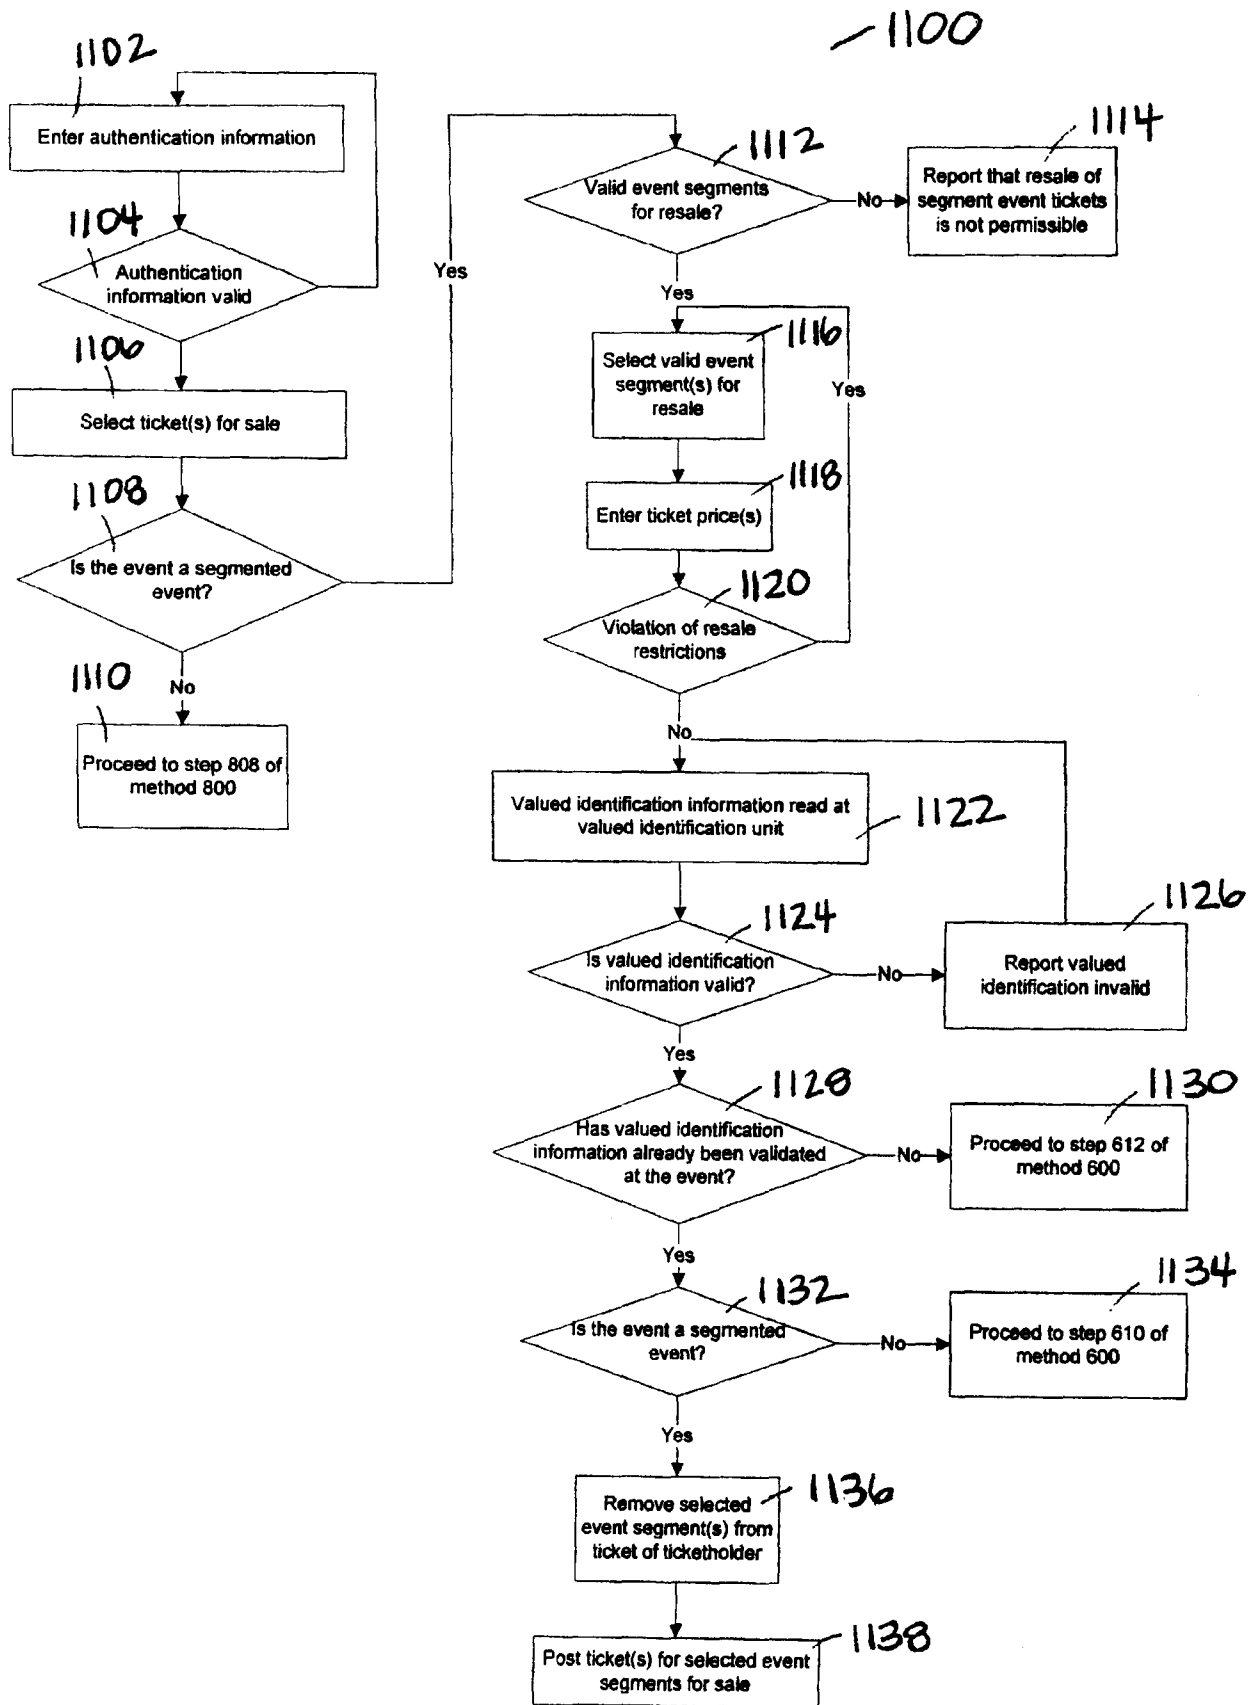 1100
1102
Enter authentication information
1104
Authentication
information valid
1106
Select ticket(s) for sale
1108
Is the event a segmented
event?
No
1110
Proceed to step 808 of
method 800
Yes
1112
Valid event segments
for resale?
No
1114
Report that resale of
segment event tickets
is not permissible
Yes
1116
Select valid event
segment(s) for
resale
Yes
1118
Enter ticket price(s)
1120
Violation of resale
restrictions
No
1122
Valued identification information read at
valued identification unit
1124
Is valued identification
information valid?
No
1126
Report valued
identification invalid
Yes
1128
Has valued identification
information already been validated
at the event?
No
1130
Proceed to step 612 of
method 600
Yes
1132
Is the event a segmented
event?
No
1134
Proceed to step 610 of
method 600
Yes
1136
Remove selected
event segment(s) from
ticket of ticketholder
1138
Post ticket(s) for selected event
segments for sale